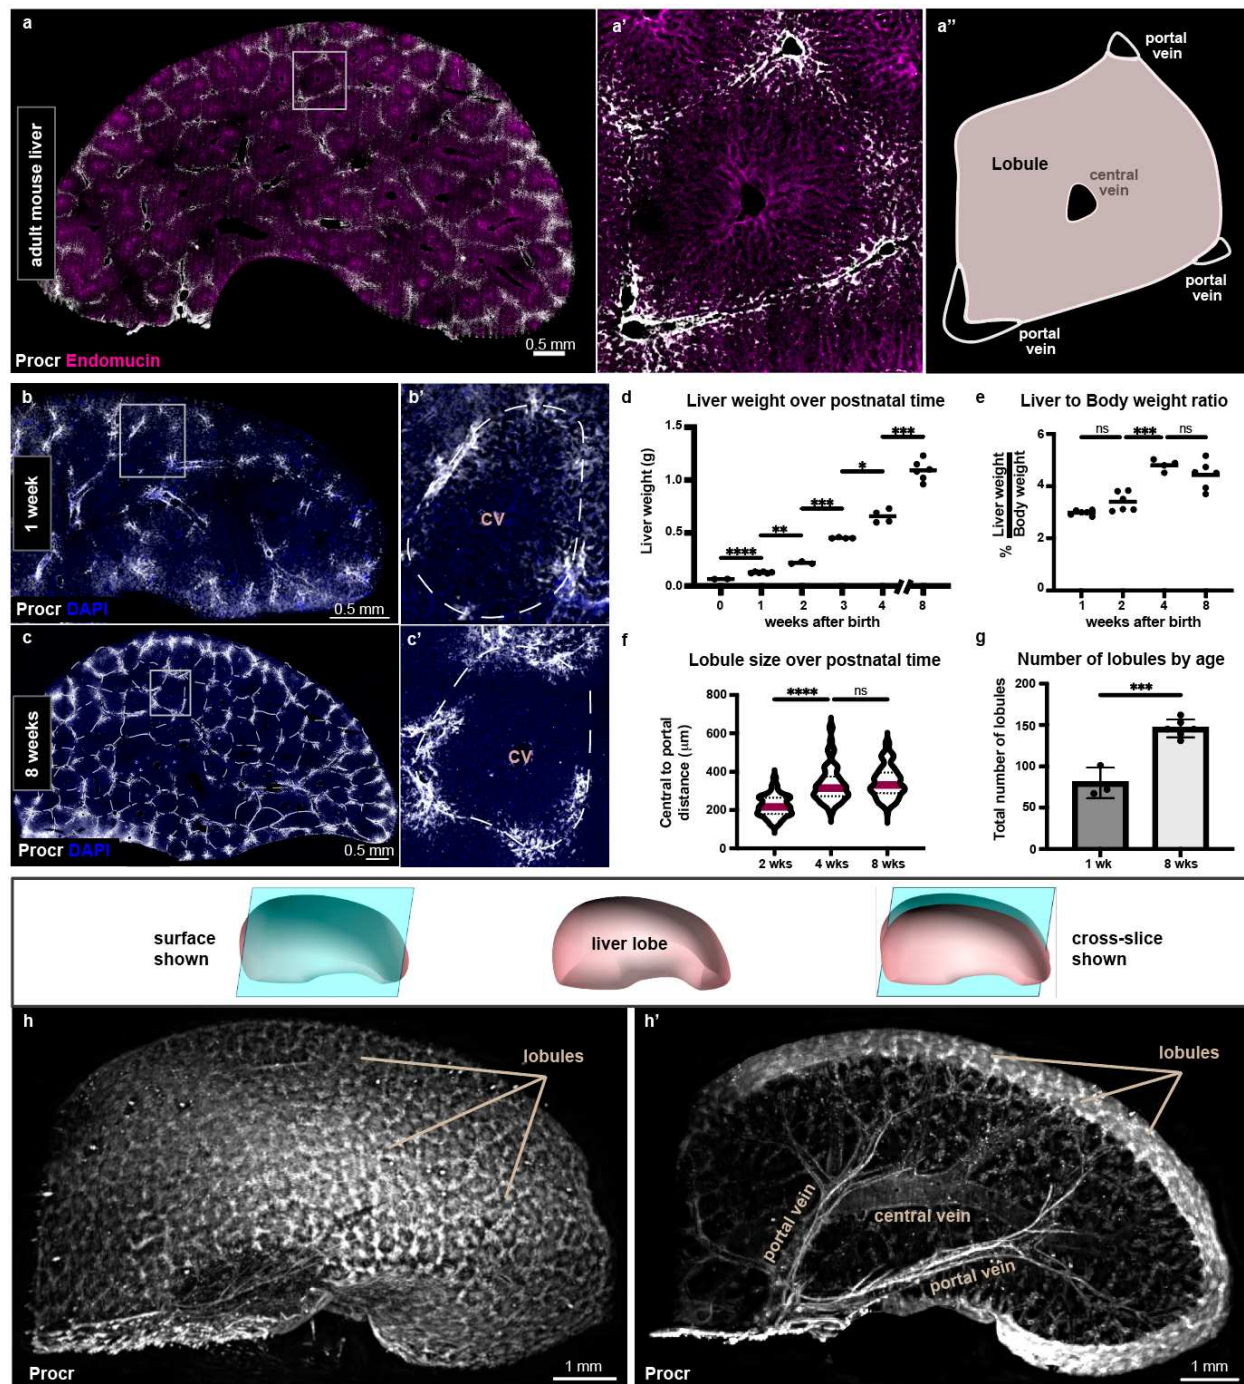 a
adult mouse liver
Procr Endomucin
0.5 mm
a'
a''
portal
vein
Lobule
central
vein
portal
vein
portal
vein
b
1 week
Procr DAPI
0.5 mm
b'
CV
c
8 weeks
Procr DAPI
0.5 mm
c'
CV
d
Liver weight over postnatal time
Liver weight (g)
1.5
1.0
0.5
0.0
****
**
***
*
***
0 1 2 3 4 8
weeks after birth
e
Liver to Body weight ratio
% Liver weight
Body weight
6
4
2
0
ns *** ns
1 2 4 8
weeks after birth
f
Lobule size over postnatal time
Central to portal
distance (μm)
800
600
400
200
0
**** ns
2 wks 4 wks 8 wks
g
Number of lobules by age
Total number of lobules
200
150
100
50
0
***
1 wk 8 wks
surface
shown
liver lobe
cross-slice
shown
h
lobules
Procr
1 mm
h'
lobules
portal vein
central vein
portal vein
Procr
1 mm